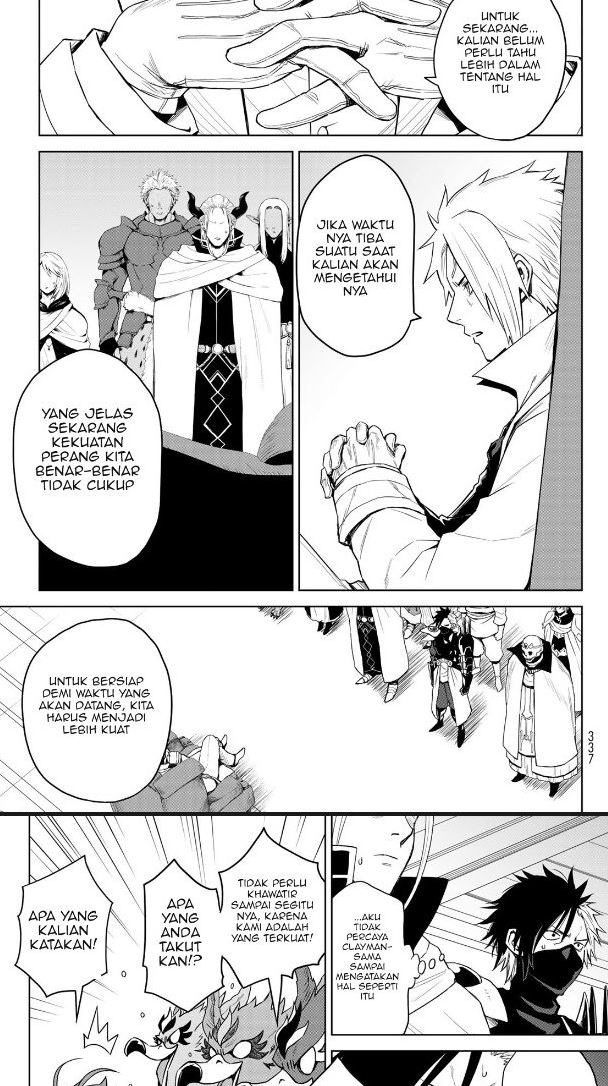 UNTUK
SEKARANG...
KALIAN BELUM
PERLU TAHU
LEBIH DALAM
TENTANG HAL
ITU
JIKA WAKTU
NYA TIBA
SUATU SAAT
KALIAN AKAN
MENGETAHUI
NYA
YANG JELAS
SEKARANG
KEKUATAN
PERANG KITA
BENAR-BENAR
TIDAK CUKUP
UNTUK BERSIAP
DEMI WAKTU YANG
AKAN DATANG, KITA
HARUS MENJADI
LEBIH KUAT
337
...AKU
TIDAK
PERCAYA
CLAYMAN-
SAMA
SAMPAI
MENGATAKAN
HAL SEPERTI
ITU
TIDAK PERLU
KHAWATIR
SAMPAI SEGITU
NYA, KARENA
KAMI ADALAH
YANG TERKUAT!
APA
YANG
ANDA
TAKUT
KAN!?
APA YANG
KALIAN
KATAKAN!